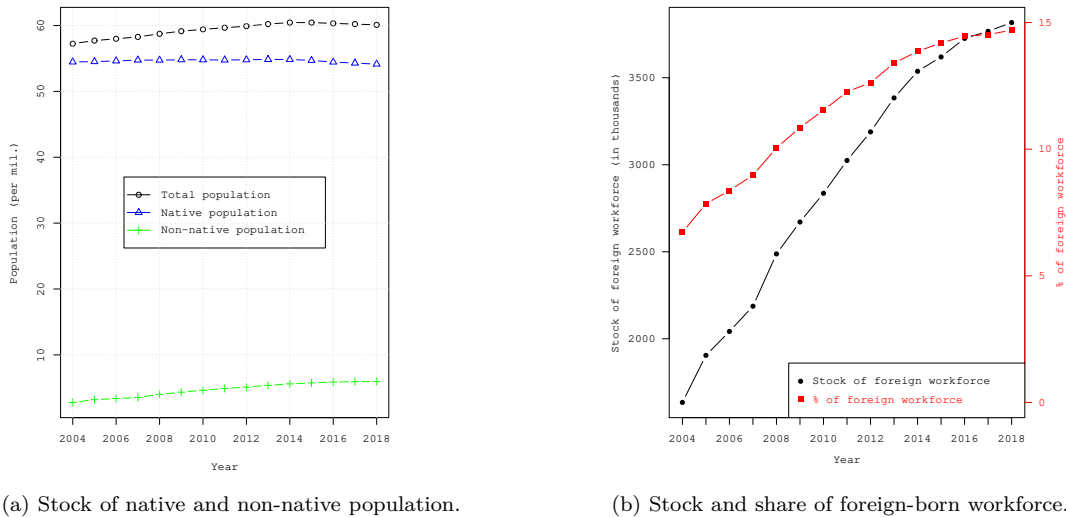 Population (per mil.)
60
50
40
30
20
10
Total population
Native population
Non-native population
2004 2006 2008 2010 2012 2014 2016 2018
Year
(a) Stock of native and non-native population.
Stock of foreign workforce (in thousands)
3500
3000
2500
2000
15
10
5
0
% of foreign workforce
Stock of foreign workforce
% of foreign workforce
2004 2006 2008 2010 2012 2014 2016 2018
Year
(b) Stock and share of foreign-born workforce.